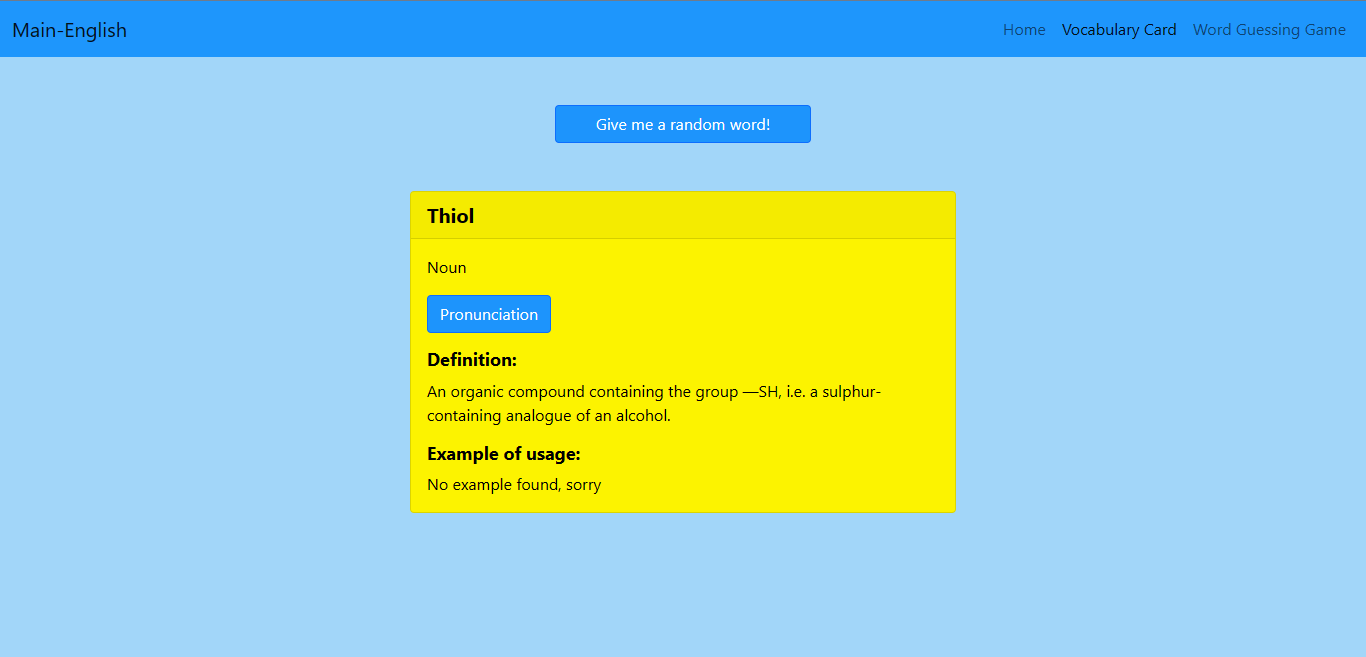 Main-English
Home Vocabulary Card Word Guessing Game
Give me a random word!
Thiol
Noun
Pronunciation
Definition:
An organic compound containing the group —SH, i.e. a sulphur-
containing analogue of an alcohol.
Example of usage:
No example found, sorry